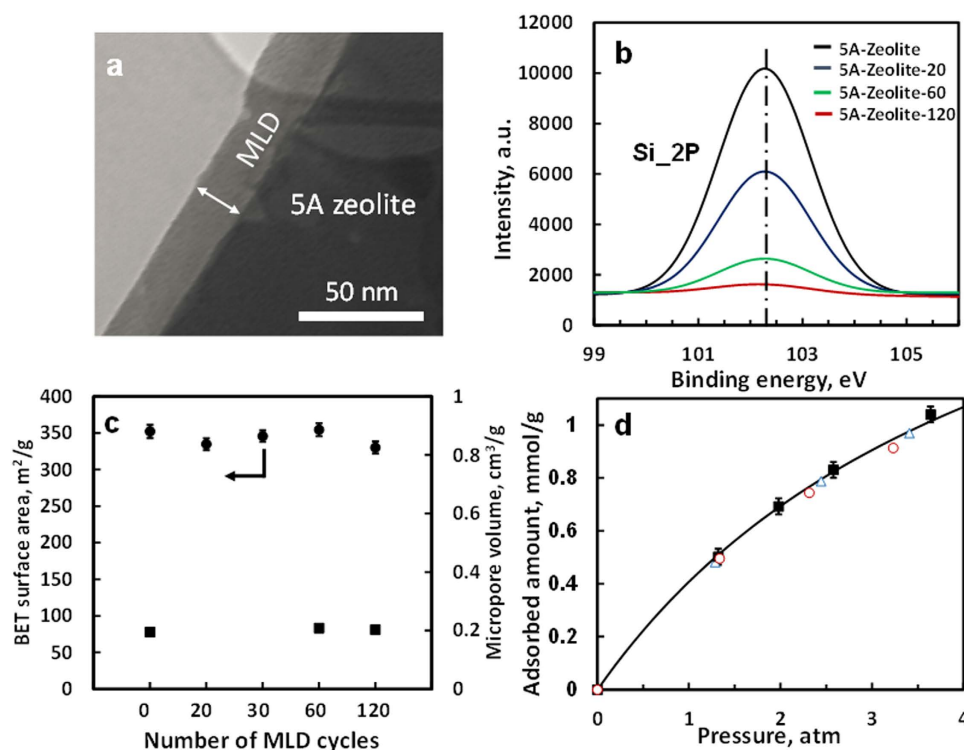 a
MLD
5A zeolite
50 nm
b
5A-Zeolite
5A-Zeolite-20
5A-Zeolite-60
5A-Zeolite-120
Si_2P
Intensity, a.u.
10000
8000
6000
4000
2000
0
99
101
103
105
Binding energy, eV
c
BET surface area, m²/g
400
350
300
250
200
150
100
50
0
Micropore volume, cm³/g
1
0.8
0.6
0.4
0.2
0
0
20
30
60
120
Number of MLD cycles
d
Adsorbed amount, mmol/g
1
0.8
0.6
0.4
0.2
0
0
1
2
3
4
Pressure, atm